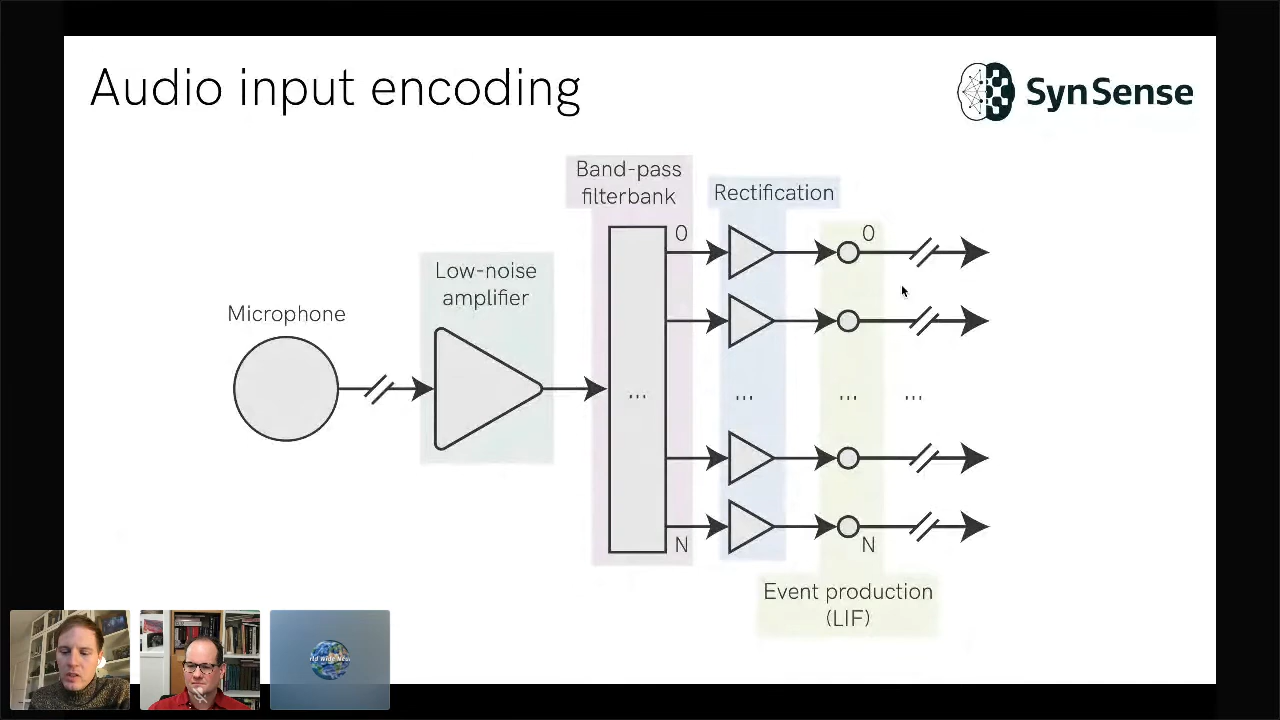 Audio input encoding
SynSense
Band-pass
filterbank
Rectification
Low-noise
amplifier
Microphone
0
0
...
...
...
...
N
N
Event production
(LIF)